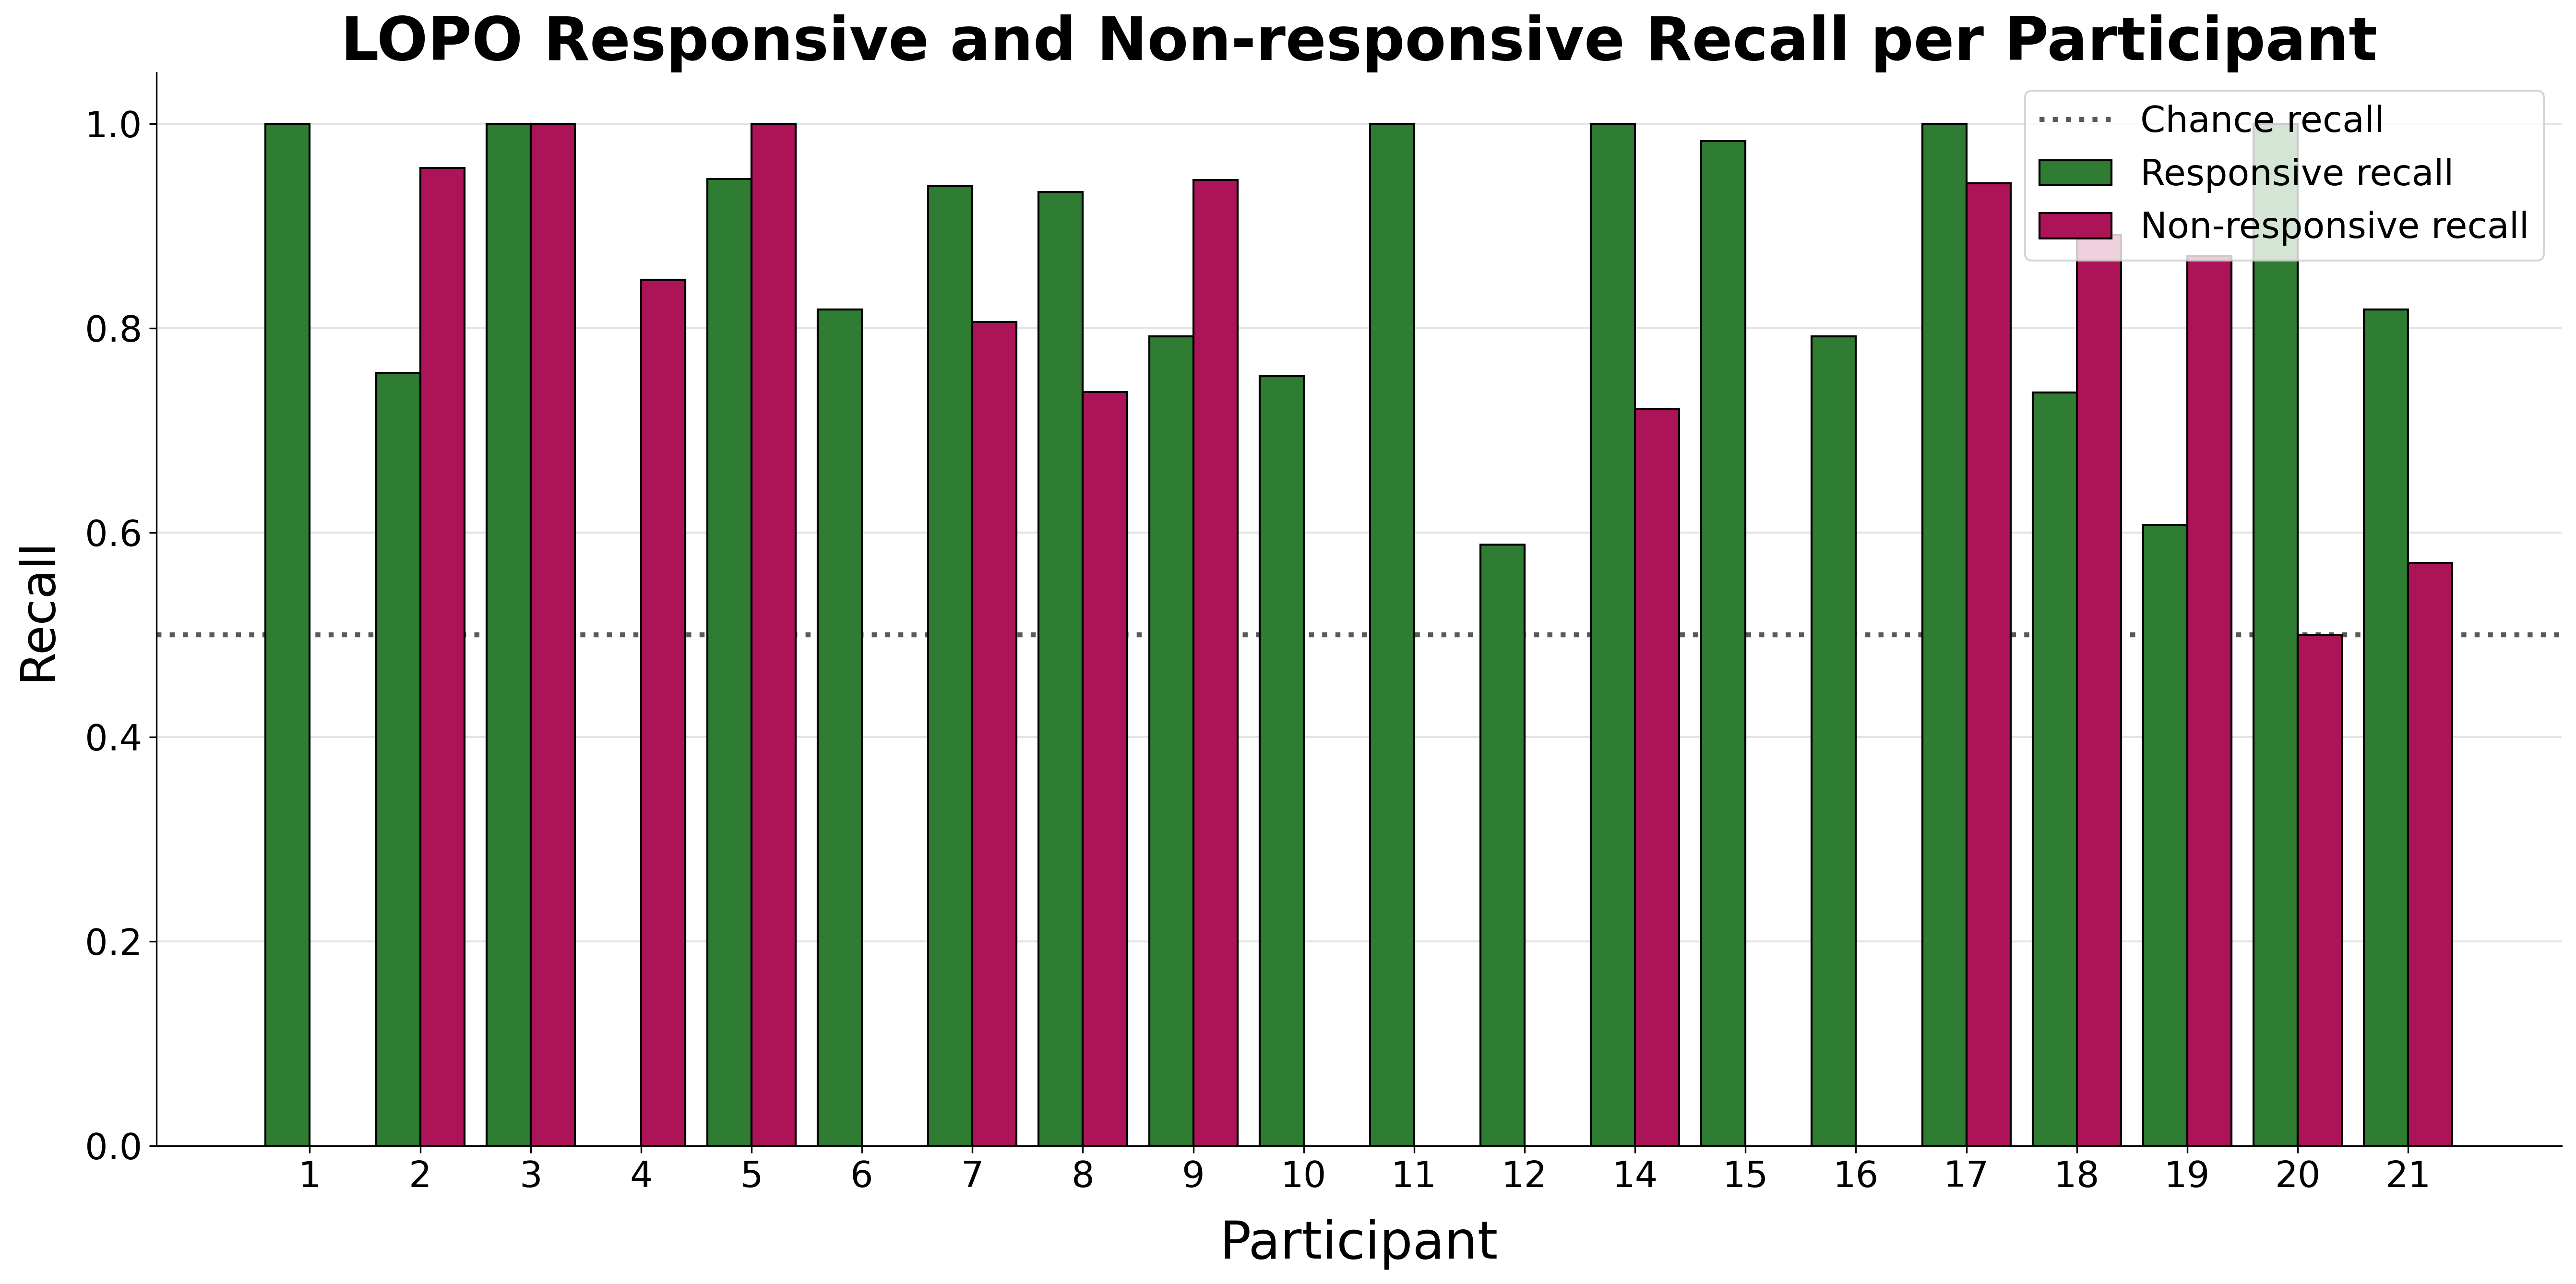 LOPO Responsive and Non-responsive Recall per Participant
Chance recall
Responsive recall
Non-responsive recall
1.0
0.8
0.6
0.4
0.2
0.0
Recall
1 2 3 4 5 6 7 8 9 10 11 12 14 15 16 17 18 19 20 21
Participant